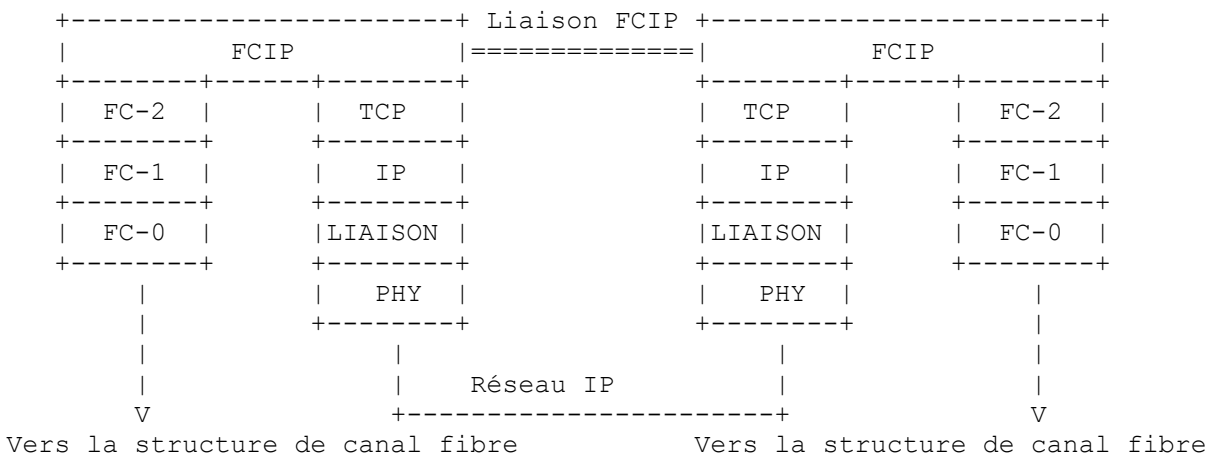 Liaison FCIP
FCIP FCIP
FC-2 TCP TCP FC-2
FC-1 IP IP FC-1
FC-0 LIAISON LIAISON FC-0
PHY PHY
Réseau IP
V V
Vers la structure de canal fibre Vers la structure de canal fibre